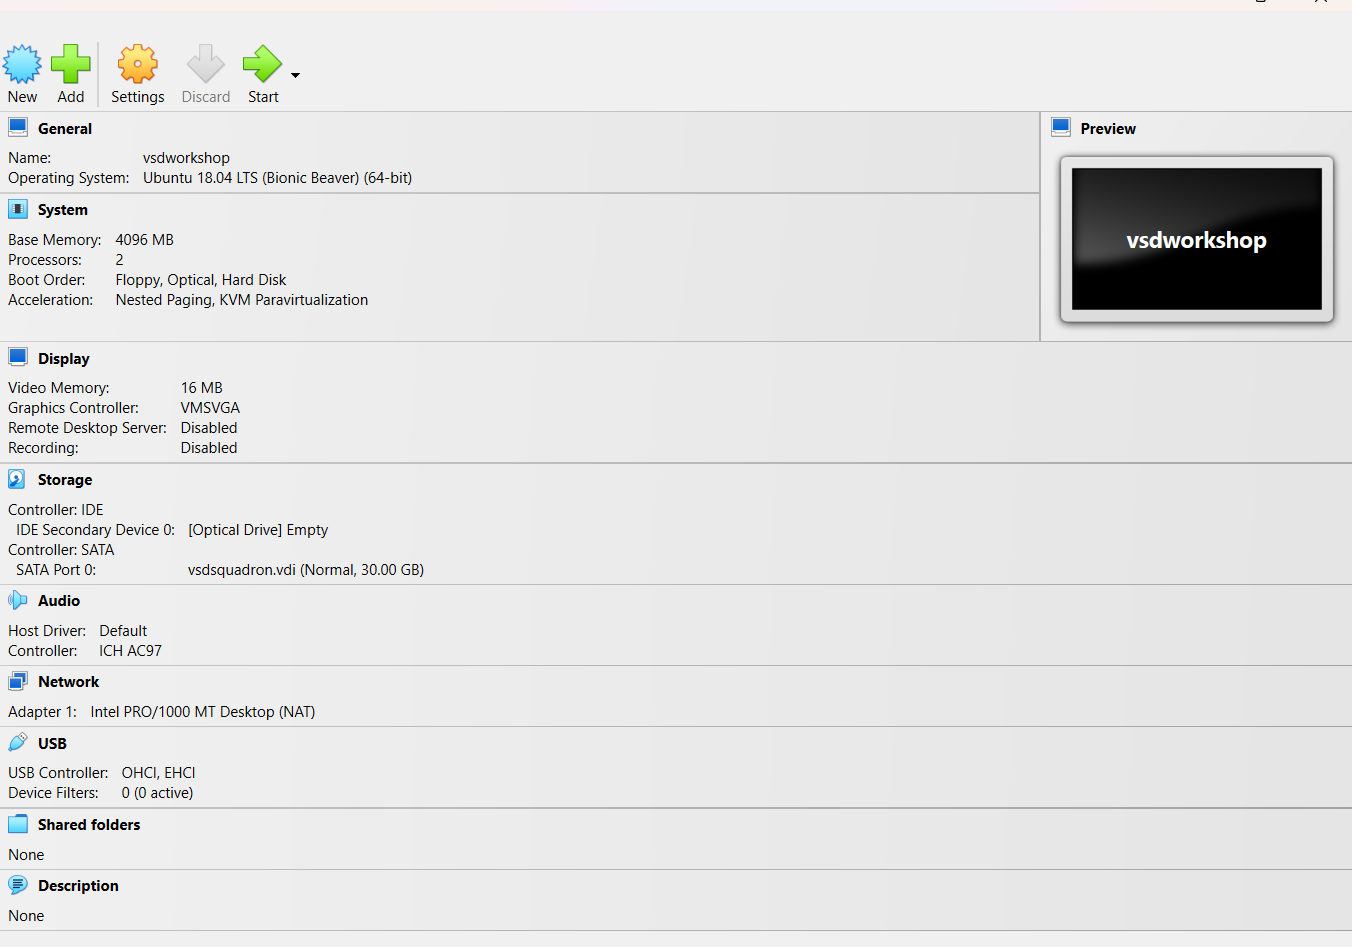 New Add Settings Discard Start
General
Name: vsdworkshop
Operating System: Ubuntu 18.04 LTS (Bionic Beaver) (64-bit)
Preview
vsdworkshop
System
Base Memory: 4096 MB
Processors: 2
Boot Order: Floppy, Optical, Hard Disk
Acceleration: Nested Paging, KVM Paravirtualization
Display
Video Memory: 16 MB
Graphics Controller: VMSVGA
Remote Desktop Server: Disabled
Recording: Disabled
Storage
Controller: IDE
IDE Secondary Device 0: [Optical Drive] Empty
Controller: SATA
SATA Port 0: vsdsquadron.vdi (Normal, 30.00 GB)
Audio
Host Driver: Default
Controller: ICH AC97
Network
Adapter 1: Intel PRO/1000 MT Desktop (NAT)
USB
USB Controller: OHCI, EHCI
Device Filters: 0 (0 active)
Shared folders
None
Description
None